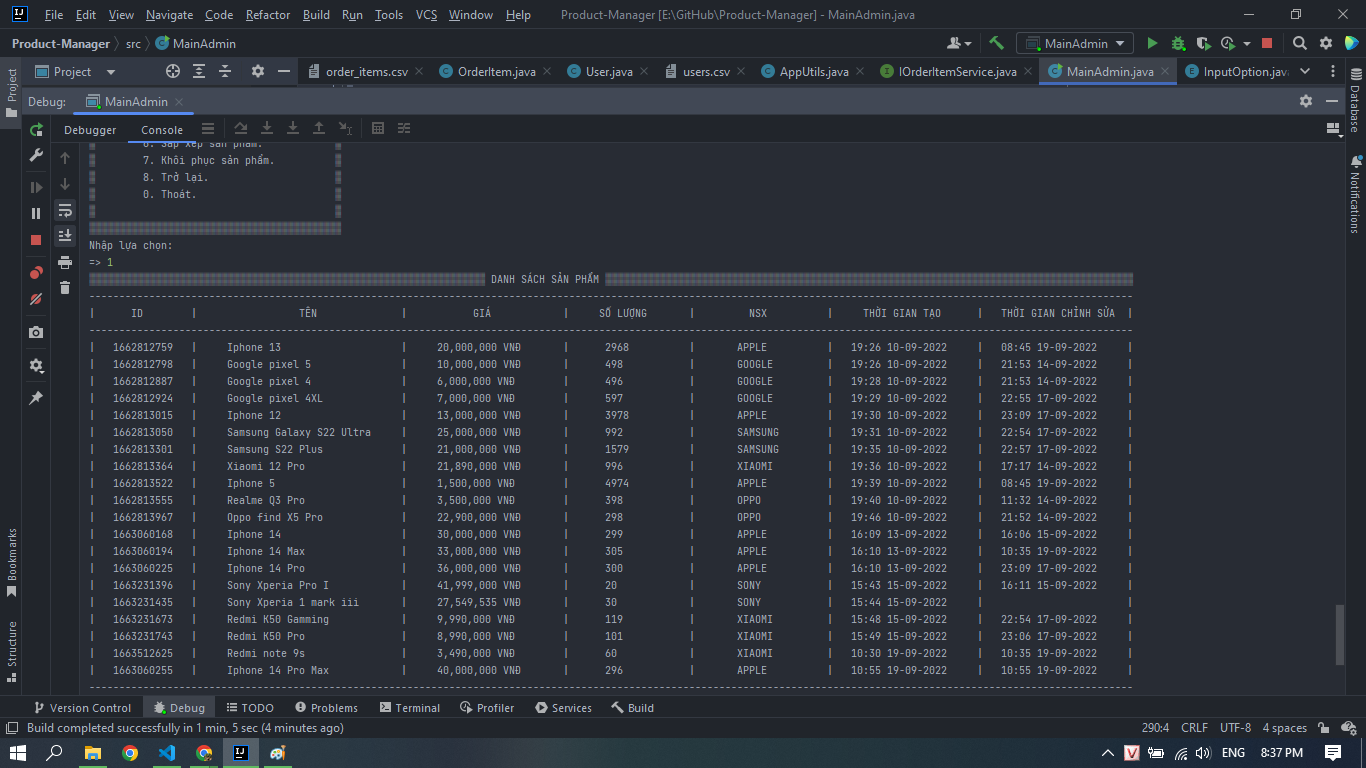 File Edit View Navigate Code Refactor Build Run Tools VCS Window Help Product-Manager [E:\GitHub\Product-Manager] - MainAdmin.java
Product-Manager src MainAdmin MainAdmin
Project order_items.csv OrderItem.java User.java users.csv AppUtils.java IOrderItemService.java MainAdmin.java InputOption.java
Debug: MainAdmin
Debugger Console
6. Sắp xếp sản phẩm.
7. Khôi phục sản phẩm.
8. Trở lại.
0. Thoát.
Nhập lựa chọn:
=> 1
DANH SÁCH SẢN PHẨM
| ID | TÊN | GIÁ | SỐ LƯỢNG | NSX | THỜI GIAN TẠO | THỜI GIAN CHỈNH SỬA |
| 1662812759 | Iphone 13 | 20,000,000 VNĐ | 2968 | APPLE | 19:26 10-09-2022 | 08:45 19-09-2022 |
| 1662812798 | Google pixel 5 | 10,000,000 VNĐ | 498 | GOOGLE | 19:26 10-09-2022 | 21:53 14-09-2022 |
| 1662812887 | Google pixel 4 | 6,000,000 VNĐ | 496 | GOOGLE | 19:28 10-09-2022 | 21:53 14-09-2022 |
| 1662812924 | Google pixel 4XL | 7,000,000 VNĐ | 597 | GOOGLE | 19:29 10-09-2022 | 22:55 17-09-2022 |
| 1662813015 | Iphone 12 | 13,000,000 VNĐ | 3978 | APPLE | 19:30 10-09-2022 | 23:09 17-09-2022 |
| 1662813050 | Samsung Galaxy S22 Ultra | 25,000,000 VNĐ | 992 | SAMSUNG | 19:31 10-09-2022 | 22:54 17-09-2022 |
| 1662813301 | Samsung S22 Plus | 21,000,000 VNĐ | 1579 | SAMSUNG | 19:35 10-09-2022 | 22:57 17-09-2022 |
| 1662813364 | Xiaomi 12 Pro | 21,890,000 VNĐ | 996 | XIAOMI | 19:36 10-09-2022 | 17:17 14-09-2022 |
| 1662813522 | Iphone 5 | 1,500,000 VNĐ | 4974 | APPLE | 19:39 10-09-2022 | 08:45 19-09-2022 |
| 1662813555 | Realme Q3 Pro | 3,500,000 VNĐ | 398 | OPPO | 19:40 10-09-2022 | 11:32 14-09-2022 |
| 1662813967 | Oppo find X5 Pro | 22,900,000 VNĐ | 298 | OPPO | 19:46 10-09-2022 | 21:52 14-09-2022 |
| 1663060168 | Iphone 14 | 30,000,000 VNĐ | 299 | APPLE | 16:09 13-09-2022 | 16:06 15-09-2022 |
| 1663060194 | Iphone 14 Max | 33,000,000 VNĐ | 305 | APPLE | 16:10 13-09-2022 | 10:35 19-09-2022 |
| 1663060225 | Iphone 14 Pro | 36,000,000 VNĐ | 300 | APPLE | 16:10 13-09-2022 | 23:09 17-09-2022 |
| 1663231396 | Sony Xperia Pro I | 41,999,000 VNĐ | 20 | SONY | 15:43 15-09-2022 | 16:11 15-09-2022 |
| 1663231435 | Sony Xperia 1 mark iii | 27,549,535 VNĐ | 30 | SONY | 15:44 15-09-2022 | |
| 1663231673 | Redmi K50 Gamming | 9,990,000 VNĐ | 119 | XIAOMI | 15:48 15-09-2022 | 22:54 17-09-2022 |
| 1663231743 | Redmi K50 Pro | 8,990,000 VNĐ | 101 | XIAOMI | 15:49 15-09-2022 | 23:06 17-09-2022 |
| 1663512625 | Redmi note 9s | 3,490,000 VNĐ | 60 | XIAOMI | 10:30 19-09-2022 | 10:35 19-09-2022 |
| 1663060255 | Iphone 14 Pro Max | 40,000,000 VNĐ | 296 | APPLE | 10:55 19-09-2022 | 10:55 19-09-2022 |
Project
Bookmarks
Structure
Database
Notifications
Version Control Debug TODO Problems Terminal Profiler Services Build
Build completed successfully in 1 min, 5 sec (4 minutes ago) 290:4 CRLF UTF-8 4 spaces
ENG 8:37 PM